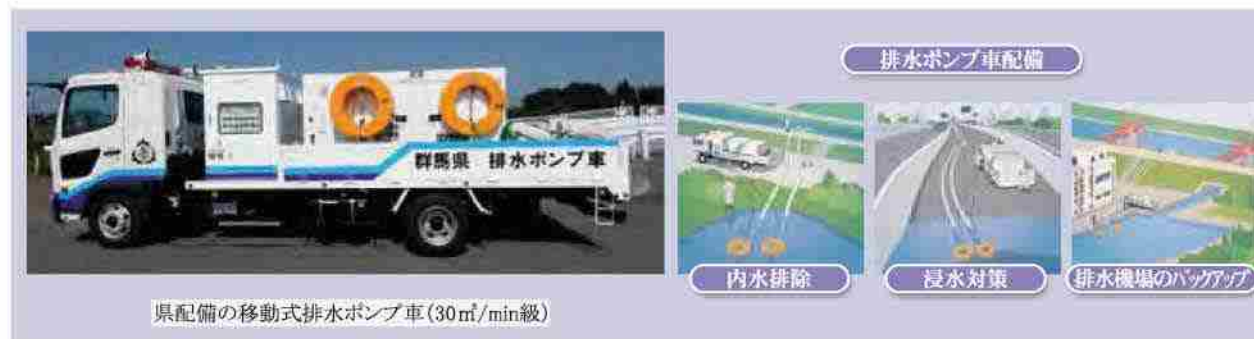 群馬県 排水ポンプ車
県配備の移動式排水ポンプ車(30㎥/min級)
排水ポンプ車配備
内水排除
浸水対策
排水機場のバックアップ